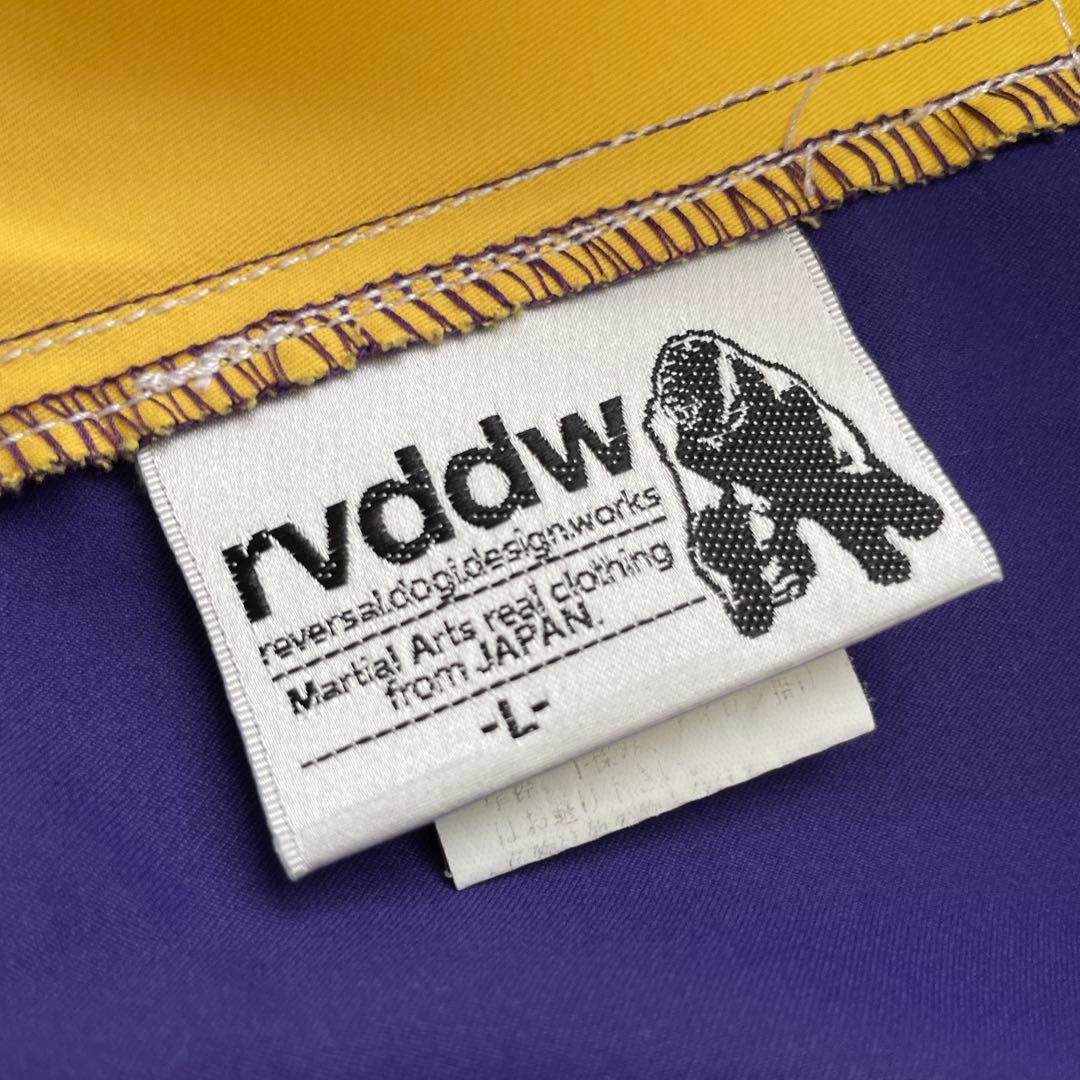 rvddw
reversal.dogi.design.works
Martial Arts real clothing
from JAPAN.
-L-